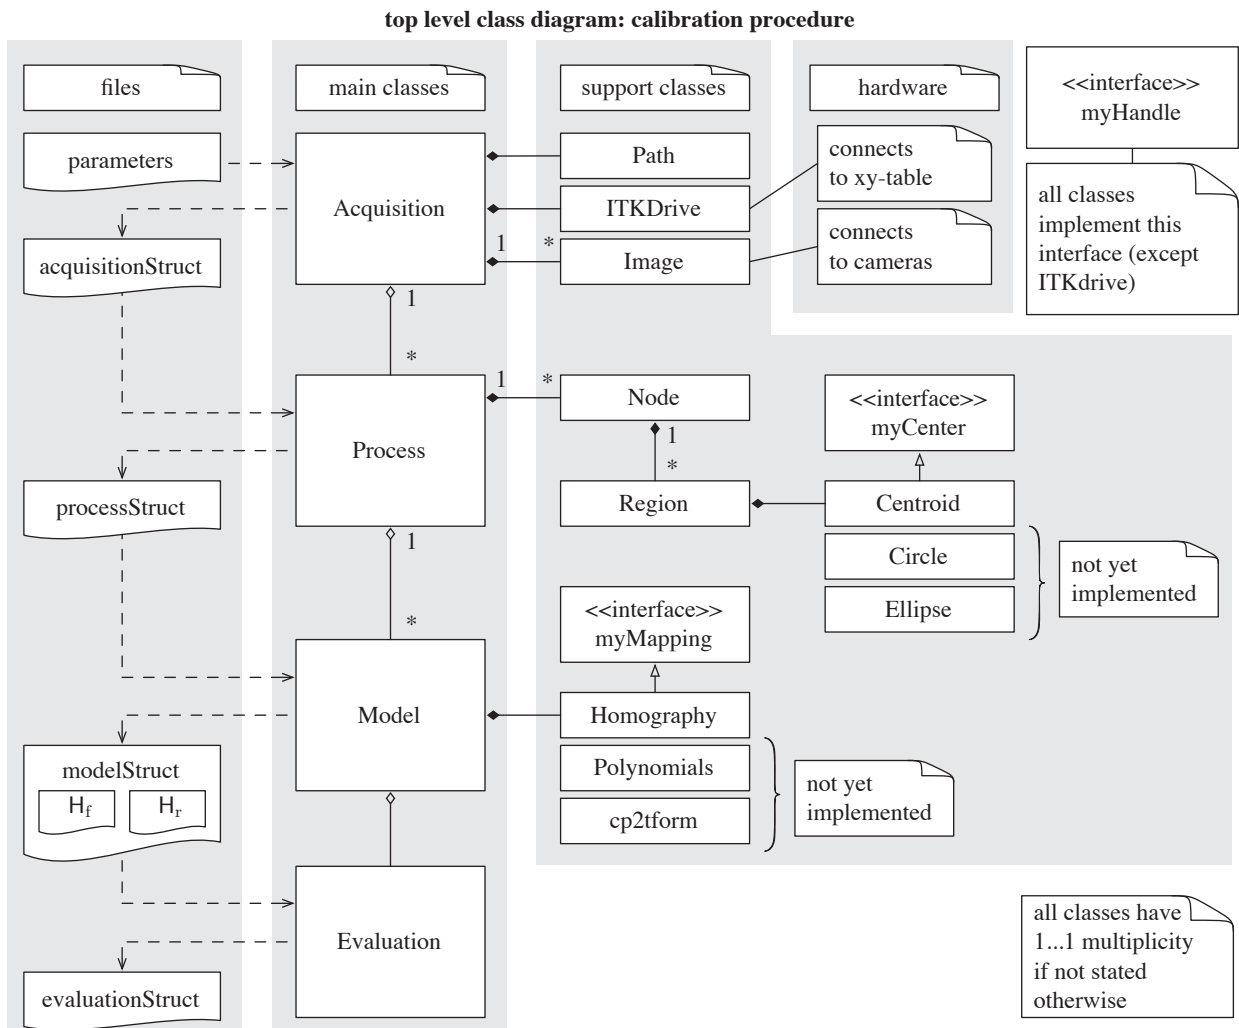 top level class diagram: calibration procedure
files
main classes
support classes
hardware
<<interface>>
myHandle
parameters
Acquisition
Path
connects
to xy-table
all classes
implement this
interface (except
ITKdrive)
ITKDrive
1
*
Image
connects
to cameras
acquisitionStruct
1
*
Process
1
*
Node
1
*
<<interface>>
myCenter
Region
Centroid
Circle
Ellipse
not yet
implemented
processStruct
1
*
<<interface>>
myMapping
Model
Homography
Polynomials
cp2tform
not yet
implemented
modelStruct
Hf
Hr
Evaluation
all classes have
1...1 multiplicity
if not stated
otherwise
evaluationStruct